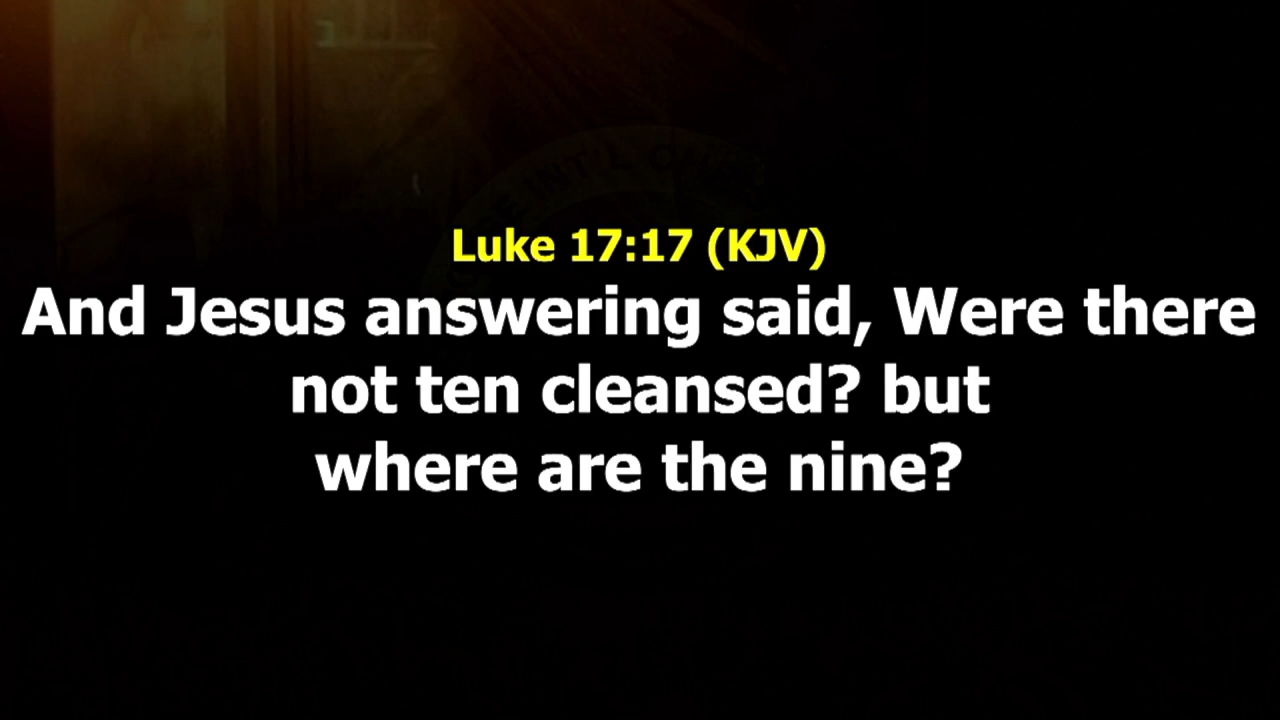 Luke 17:17 (KJV)
And Jesus answering said, Were there
not ten cleansed? but
where are the nine?